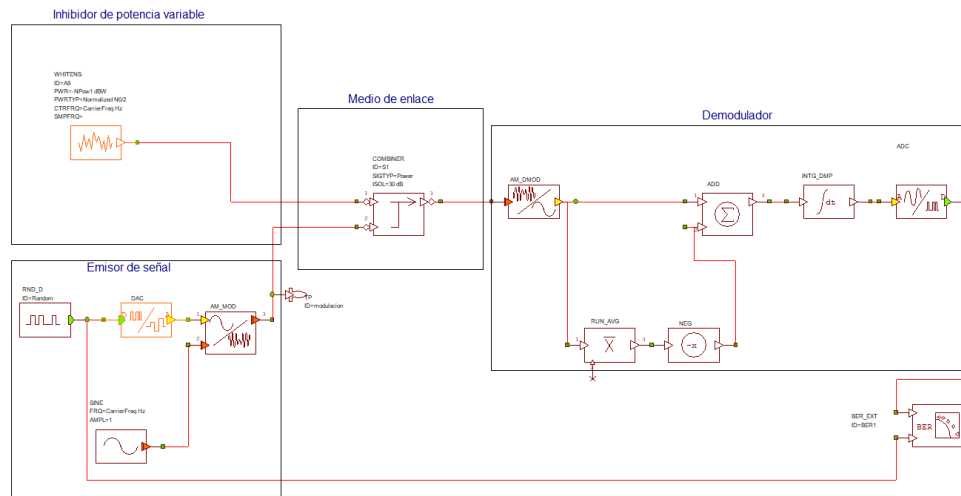 Inhibidor de potencia variable
WHITENS
ID=A6
PWR=-NPow1 dBW
PWRTYP=Normalized N0/2
CTRFRQ=CarrierFreq Hz
SMPFRQ=
Medio de enlace
COMBINER
ID=S1
SIGTYP=Power
ISOL=30 dB
1
2
3
Demodulador
ADC
AM_DMOD
ADD
1
3
INTG_DMP
∫dt
A
D
Σ
RUN_AVG
1
3
X
NEG
-x
Emisor de señal
RND_D
ID=Random
DAC
D
AM_MOD
1
2
3
TP
ID=modulacion
SINE
FRQ=CarrierFreq Hz
AMPL=1
BER_EXT
ID=BER1
BER